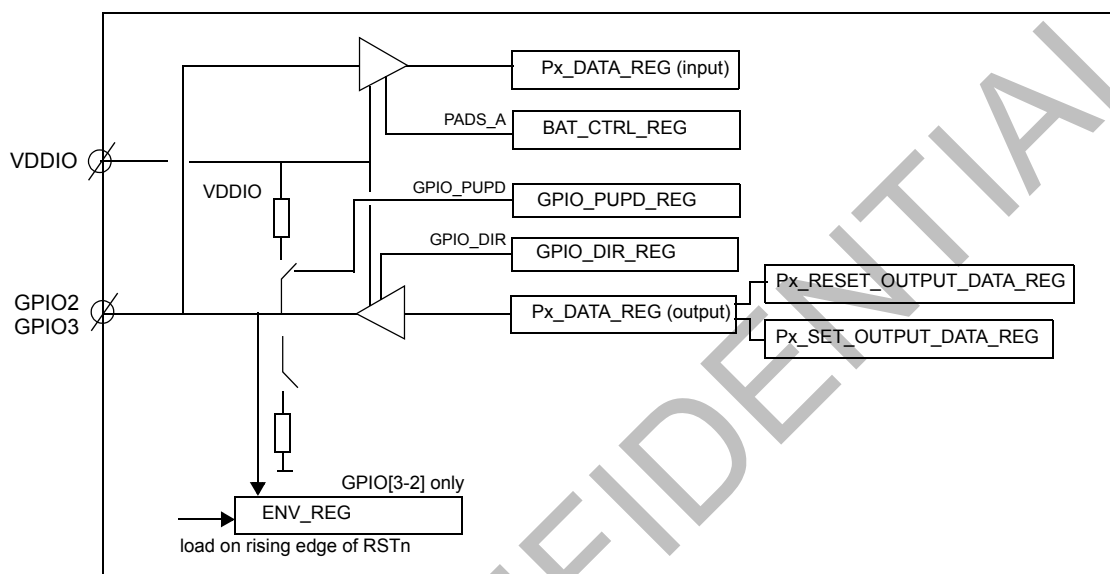 Px_DATA_REG (input)
PADS_A
BAT_CTRL_REG
VDDIO
VDDIO
GPIO_PUPD
GPIO_PUPD_REG
GPIO_DIR
GPIO_DIR_REG
GPIO2
GPIO3
Px_DATA_REG (output)
Px_RESET_OUTPUT_DATA_REG
Px_SET_OUTPUT_DATA_REG
GPIO[3-2] only
ENV_REG
load on rising edge of RSTn
FIDENTIAL